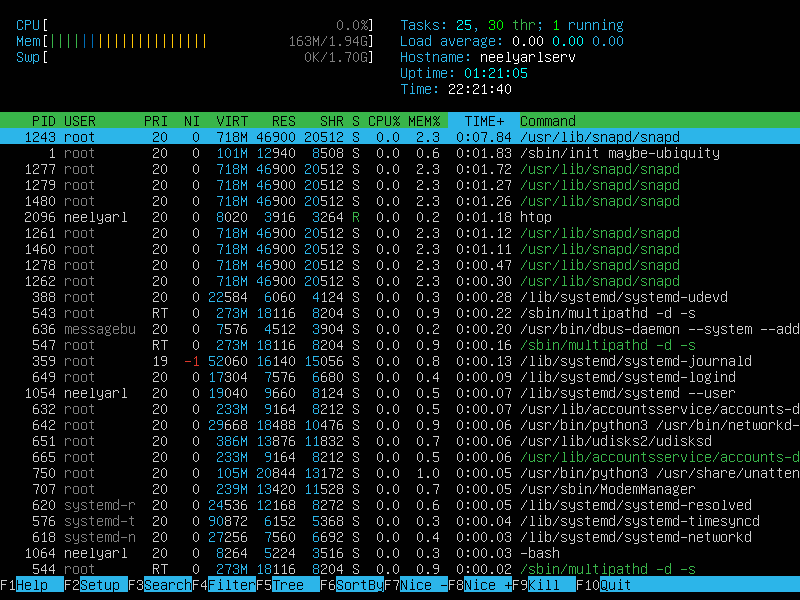 CPU[ 0.0%] Tasks: 25, 30 thr; 1 running
Mem[||||||||||||||||||||| 163M/1.94G] Load average: 0.00 0.00 0.00
Swp[ 0K/1.70G] Hostname: neelyarlserv
Uptime: 01:21:05
Time: 22:21:40
PID USER PRI NI VIRT RES SHR S CPU% MEM% TIME+ Command
1243 root 20 0 718M 46900 20512 S 0.0 2.3 0:07.84 /usr/lib/snapd/snapd
1 root 20 0 101M 12940 8508 S 0.0 0.6 0:01.83 /sbin/init maybe-ubiquity
1277 root 20 0 718M 46900 20512 S 0.0 2.3 0:01.72 /usr/lib/snapd/snapd
1279 root 20 0 718M 46900 20512 S 0.0 2.3 0:01.27 /usr/lib/snapd/snapd
1480 root 20 0 718M 46900 20512 S 0.0 2.3 0:01.26 /usr/lib/snapd/snapd
2096 neelyarl 20 0 8020 3916 3264 R 0.0 0.2 0:01.18 htop
1261 root 20 0 718M 46900 20512 S 0.0 2.3 0:01.12 /usr/lib/snapd/snapd
1460 root 20 0 718M 46900 20512 S 0.0 2.3 0:01.11 /usr/lib/snapd/snapd
1278 root 20 0 718M 46900 20512 S 0.0 2.3 0:00.47 /usr/lib/snapd/snapd
1262 root 20 0 718M 46900 20512 S 0.0 2.3 0:00.30 /usr/lib/snapd/snapd
388 root 20 0 22584 6060 4124 S 0.0 0.3 0:00.28 /lib/systemd/systemd-udevd
543 root RT 0 273M 18116 8204 S 0.0 0.9 0:00.22 /sbin/multipathd -d -s
636 messagebu 20 0 7576 4512 3904 S 0.0 0.2 0:00.20 /usr/bin/dbus-daemon --system --add
547 root RT 0 273M 18116 8204 S 0.0 0.9 0:00.16 /sbin/multipathd -d -s
359 root 19 -1 52060 16140 15056 S 0.0 0.8 0:00.13 /lib/systemd/systemd-journald
649 root 20 0 17304 7576 6680 S 0.0 0.4 0:00.09 /lib/systemd/systemd-logind
1054 neelyarl 20 0 19040 9660 8124 S 0.0 0.5 0:00.07 /lib/systemd/systemd --user
632 root 20 0 233M 9164 8212 S 0.0 0.5 0:00.07 /usr/lib/accountsservice/accounts-d
642 root 20 0 29668 18488 10476 S 0.0 0.9 0:00.06 /usr/bin/python3 /usr/bin/networkd-
651 root 20 0 386M 13876 11832 S 0.0 0.7 0:00.06 /usr/lib/udisks2/udisksd
665 root 20 0 233M 9164 8212 S 0.0 0.5 0:00.06 /usr/lib/accountsservice/accounts-d
750 root 20 0 105M 20844 13172 S 0.0 1.0 0:00.05 /usr/bin/python3 /usr/share/unatten
707 root 20 0 239M 13420 11528 S 0.0 0.7 0:00.05 /usr/sbin/ModemManager
620 systemd-r 20 0 24536 12168 8272 S 0.0 0.6 0:00.05 /lib/systemd/systemd-resolved
576 systemd-t 20 0 90872 6152 5368 S 0.0 0.3 0:00.04 /lib/systemd/systemd-timesyncd
618 systemd-n 20 0 27256 7560 6692 S 0.0 0.4 0:00.03 /lib/systemd/systemd-networkd
1064 neelyarl 20 0 8264 5224 3516 S 0.0 0.3 0:00.03 -bash
544 root RT 0 273M 18116 8204 S 0.0 0.9 0:00.02 /sbin/multipathd -d -s
F1Help F2Setup F3SearchF4FilterF5Tree F6SortByF7Nice -F8Nice +F9Kill F10Quit